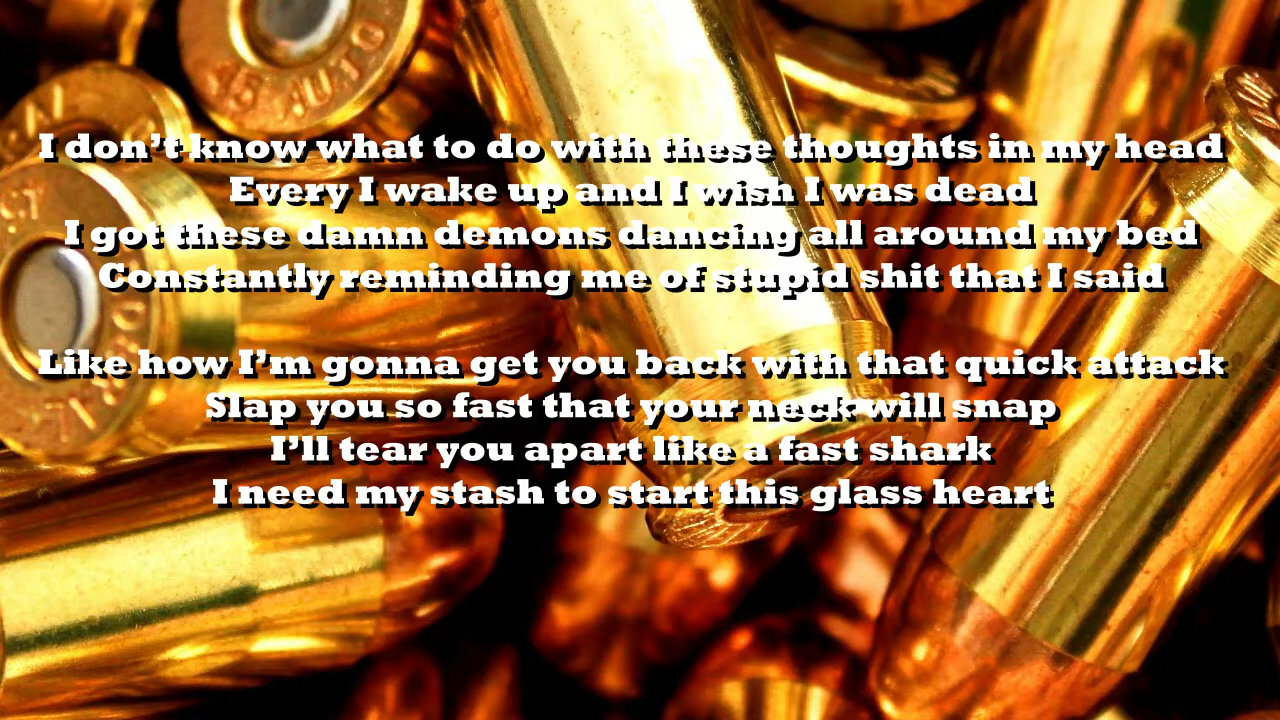 45 AUTO
I don’t know what to do with these thoughts in my head
Every I wake up and I wish I was dead
I got these damn demons dancing all around my bed
Constantly reminding me of stupid shit that I said
Like how I’m gonna get you back with that quick attack
Slap you so fast that your neck will snap
I’ll tear you apart like a fast shark
I need my stash to start this glass heart